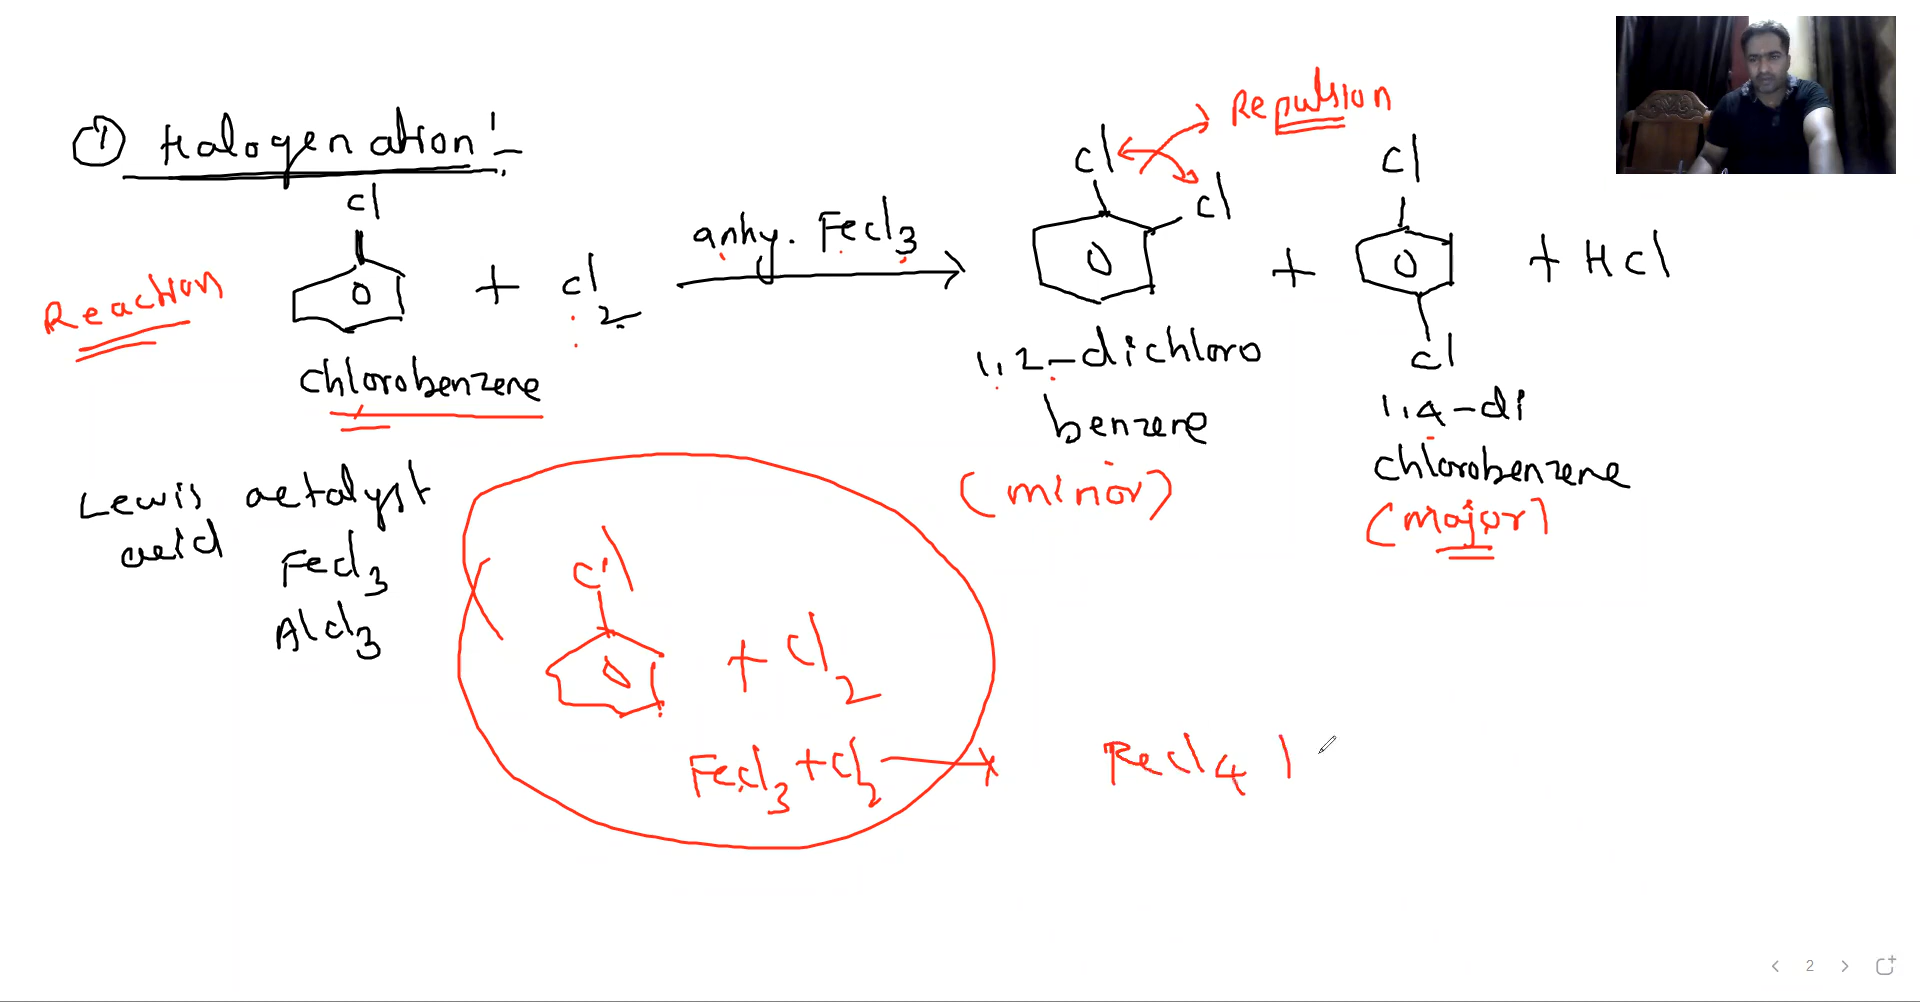 ① Halogenation :-
Cl
Reaction
+ Cl2
anhy. FeCl3
Cl
Cl
Repulsion
+
Cl
Cl
+ HCl
chlorobenzene
1,2-dichloro
benzene
(minor)
1,4-di
chlorobenzene
(major)
Lewis
acid
FeCl3
AlCl3
Cl
+ Cl2
FeCl3 + Cl2
FeCl4
2